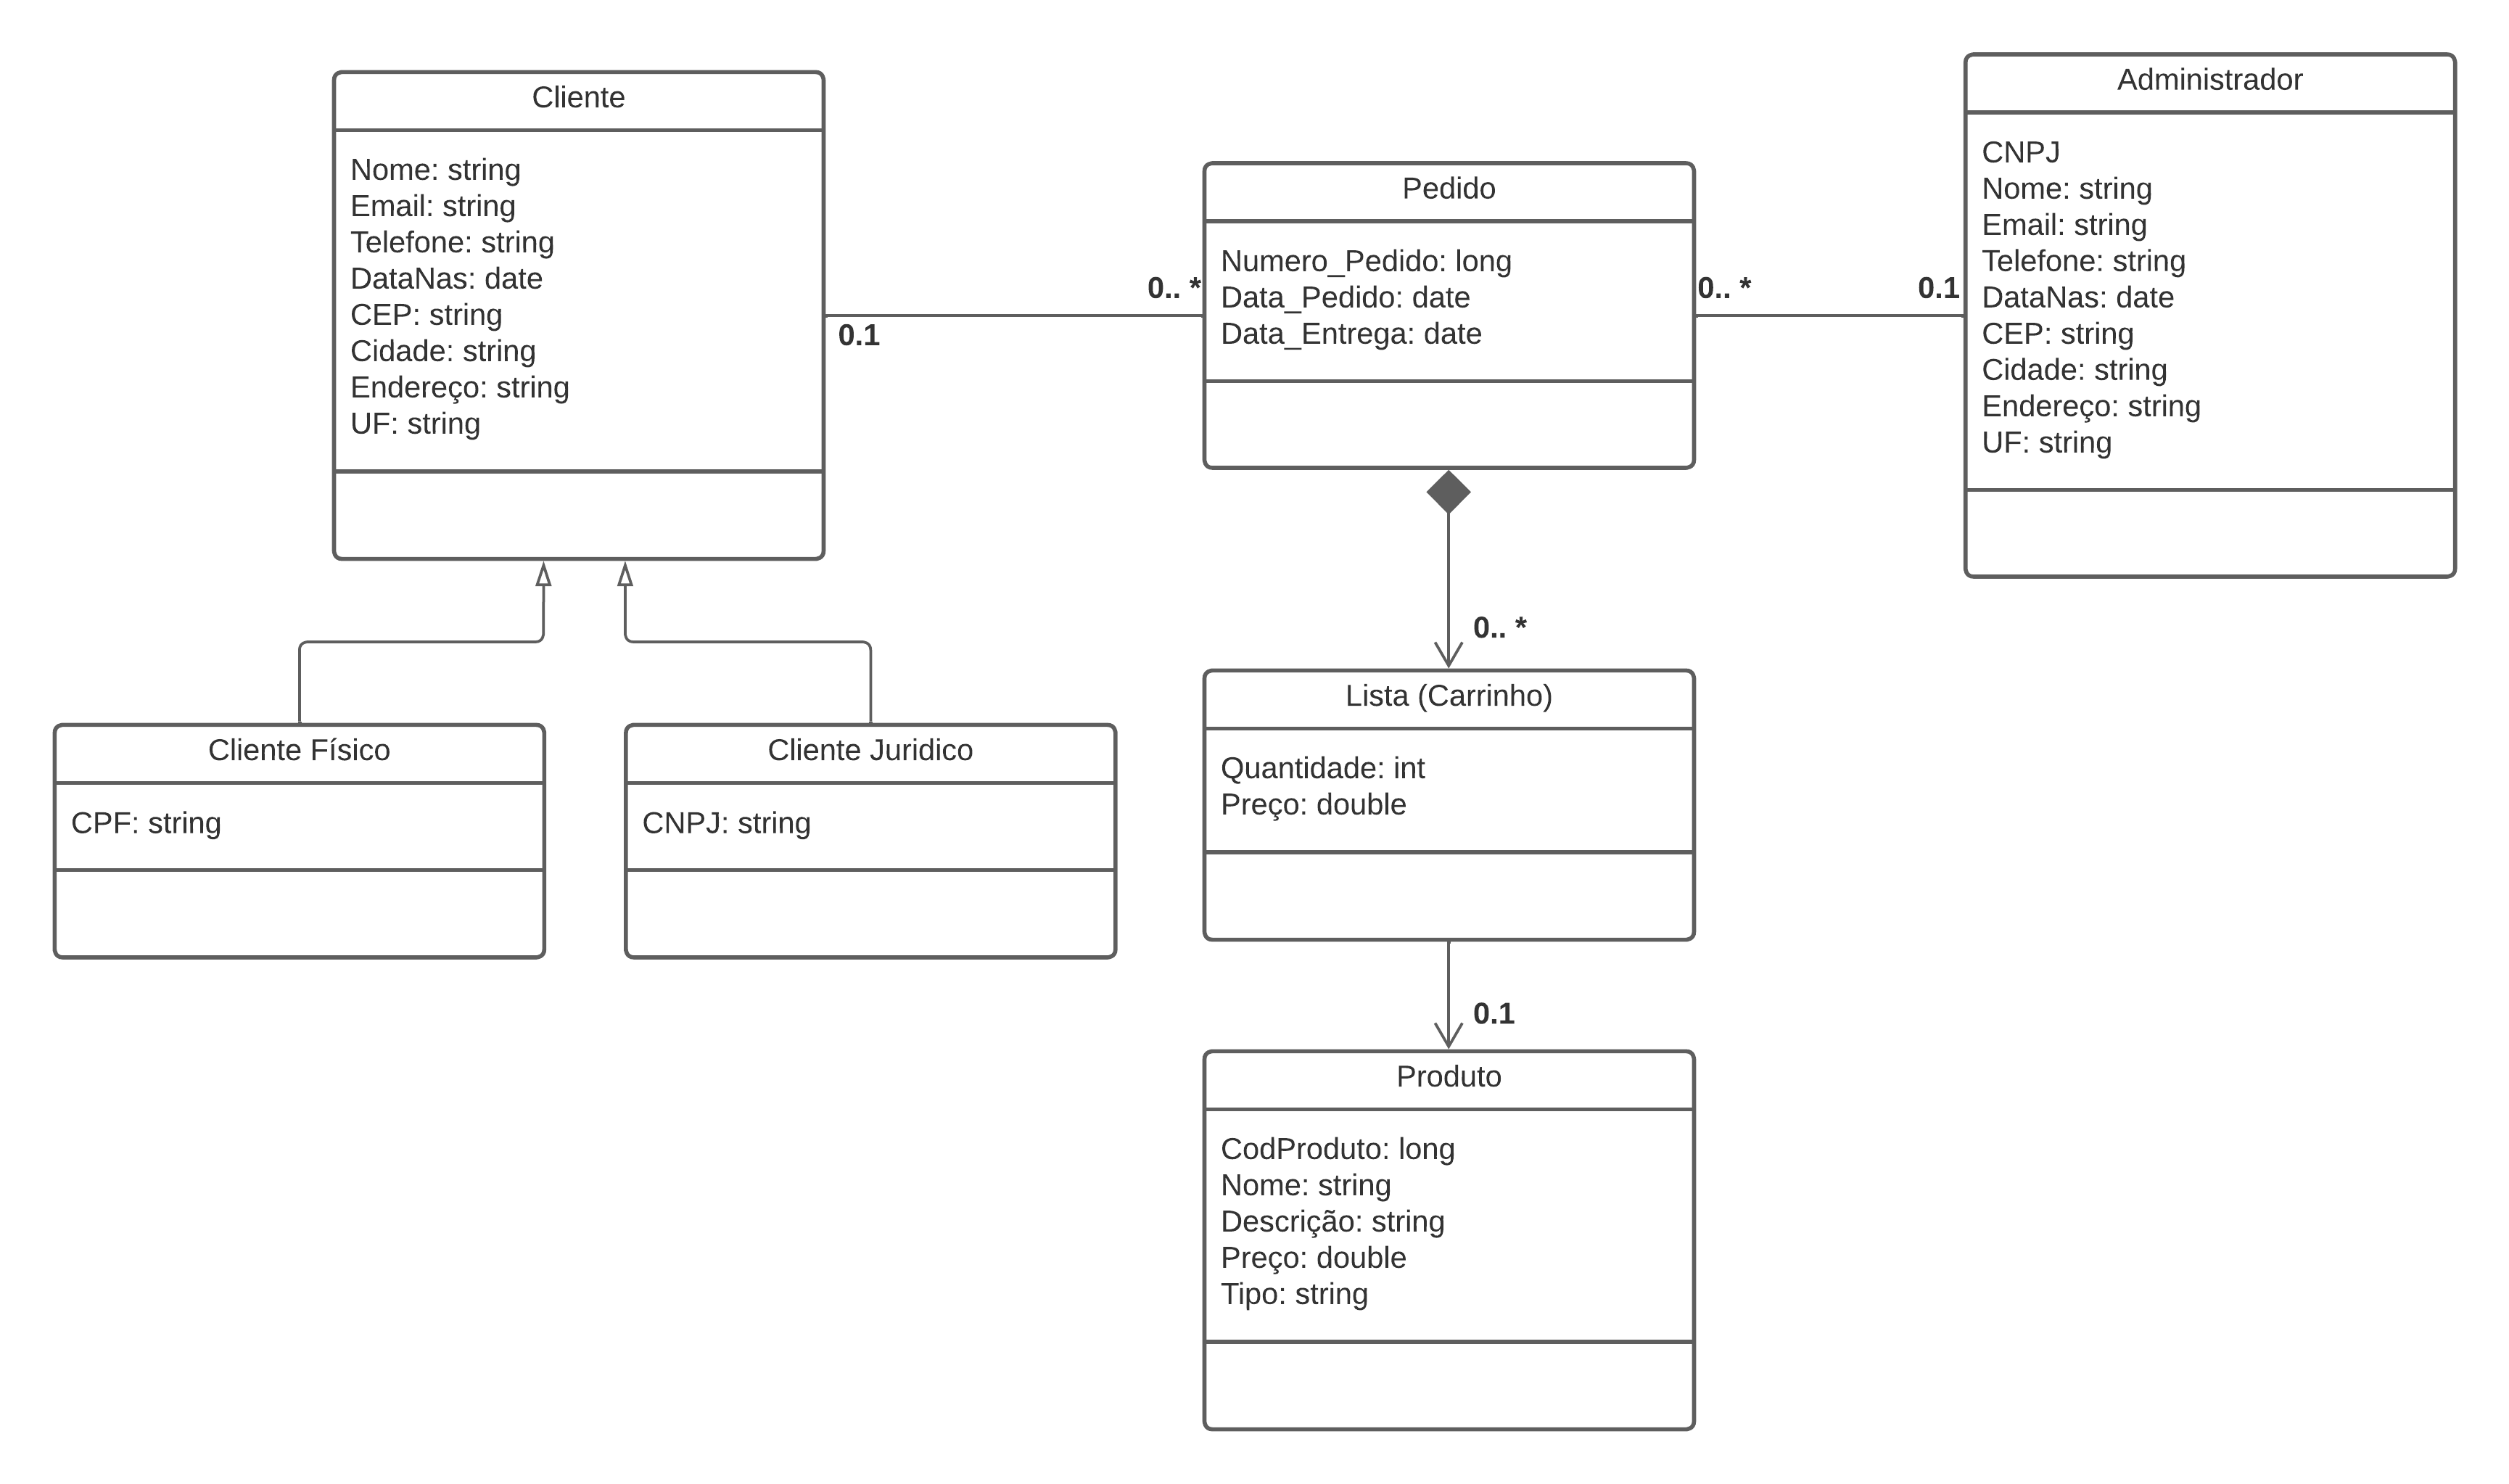 Cliente
Nome: string
Email: string
Telefone: string
DataNas: date
CEP: string
Cidade: string
Endereço: string
UF: string
0.1
0.. *
Pedido
Numero_Pedido: long
Data_Pedido: date
Data_Entrega: date
0.. *
0.1
Administrador
CNPJ
Nome: string
Email: string
Telefone: string
DataNas: date
CEP: string
Cidade: string
Endereço: string
UF: string
Cliente Físico
CPF: string
Cliente Juridico
CNPJ: string
0.. *
Lista (Carrinho)
Quantidade: int
Preço: double
0.1
Produto
CodProduto: long
Nome: string
Descrição: string
Preço: double
Tipo: string